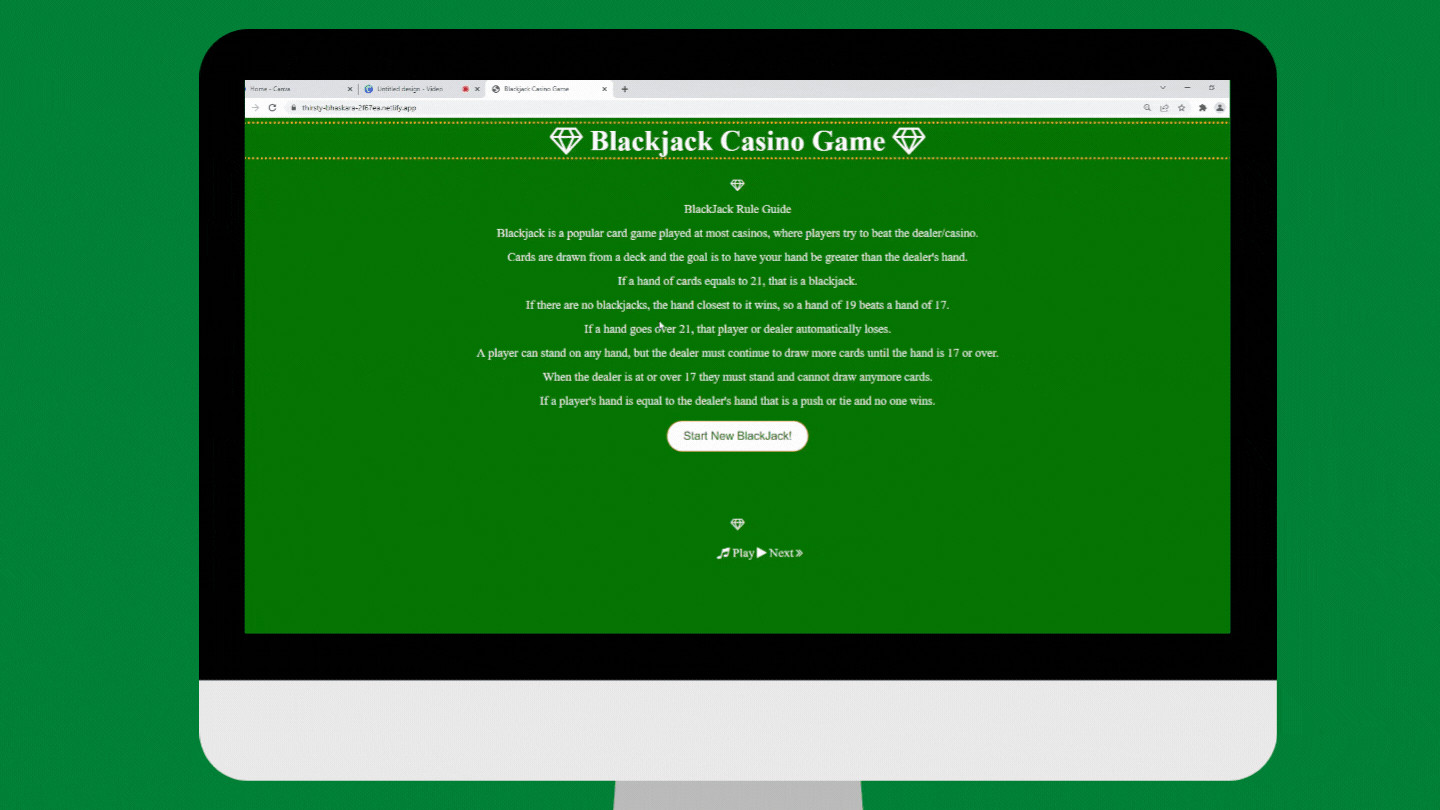 Home - Canva
Untitled design - Video
Blackjack Casino Game
thirsty-bhaskara-2f67ea.netlify.app
Blackjack Casino Game
BlackJack Rule Guide
Blackjack is a popular card game played at most casinos, where players try to beat the dealer/casino.
Cards are drawn from a deck and the goal is to have your hand be greater than the dealer's hand.
If a hand of cards equals to 21, that is a blackjack.
If there are no blackjacks, the hand closest to it wins, so a hand of 19 beats a hand of 17.
If a hand goes over 21, that player or dealer automatically loses.
A player can stand on any hand, but the dealer must continue to draw more cards until the hand is 17 or over.
When the dealer is at or over 17 they must stand and cannot draw anymore cards.
If a player's hand is equal to the dealer's hand that is a push or tie and no one wins.
Start New BlackJack!
Play Next